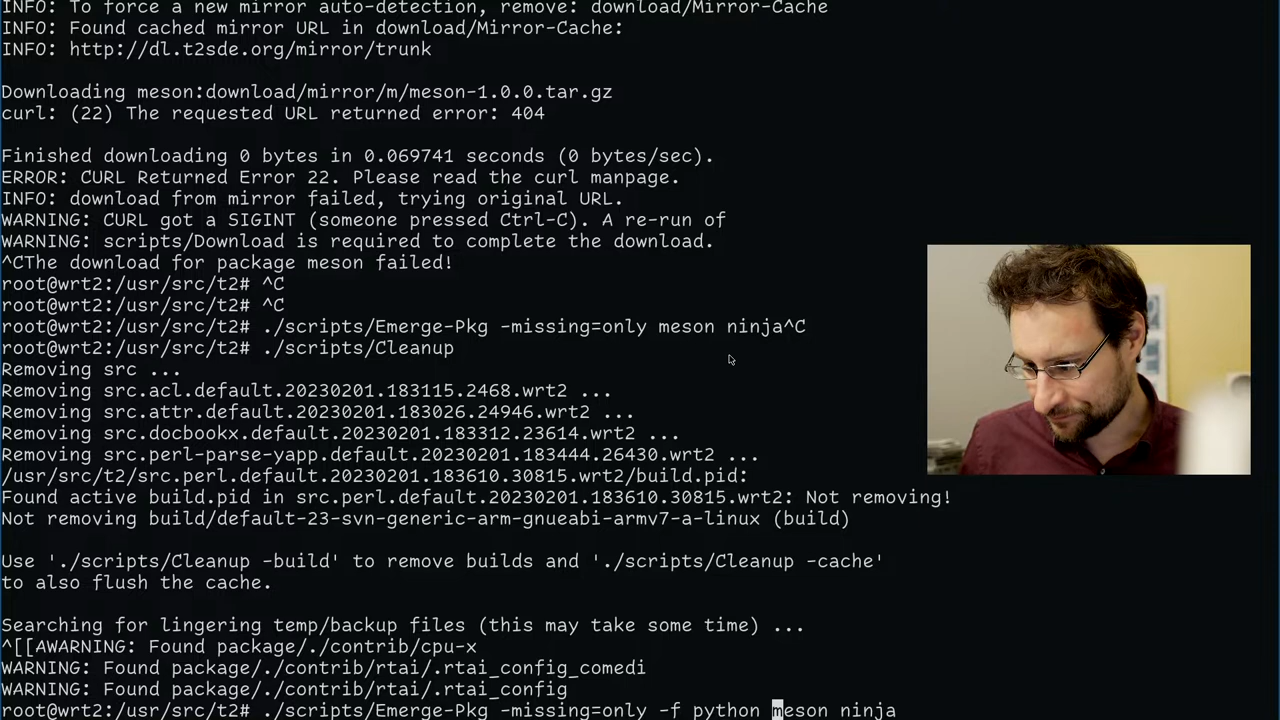 INFO: To force a new mirror auto-detection, remove: download/Mirror-Cache
INFO: Found cached mirror URL in download/Mirror-Cache:
INFO: http://dl.t2sde.org/mirror/trunk
Downloading meson:download/mirror/m/meson-1.0.0.tar.gz
curl: (22) The requested URL returned error: 404
Finished downloading 0 bytes in 0.069741 seconds (0 bytes/sec).
ERROR: CURL Returned Error 22. Please read the curl manpage.
INFO: download from mirror failed, trying original URL.
WARNING: CURL got a SIGINT (someone pressed Ctrl-C). A re-run of
WARNING: scripts/Download is required to complete the download.
^CThe download for package meson failed!
root@wrt2:/usr/src/t2# ^C
root@wrt2:/usr/src/t2# ^C
root@wrt2:/usr/src/t2# ./scripts/Emerge-Pkg -missing=only meson ninja^C
root@wrt2:/usr/src/t2# ./scripts/Cleanup
Removing src ...
Removing src.acl.default.20230201.183115.2468.wrt2 ...
Removing src.attr.default.20230201.183026.24946.wrt2 ...
Removing src.docbookx.default.20230201.183312.23614.wrt2 ...
Removing src.perl-parse-yapp.default.20230201.183444.26430.wrt2 ...
/usr/src/t2/src.perl.default.20230201.183610.30815.wrt2/build.pid:
Found active build.pid in src.perl.default.20230201.183610.30815.wrt2: Not removing!
Not removing build/default-23-svn-generic-arm-gnueabi-armv7-a-linux (build)
Use './scripts/Cleanup -build' to remove builds and './scripts/Cleanup -cache'
to also flush the cache.
Searching for lingering temp/backup files (this may take some time) ...
^[[AWARNING: Found package/./contrib/cpu-x
WARNING: Found package/./contrib/rtai/.rtai_config_comedi
WARNING: Found package/./contrib/rtai/.rtai_config
root@wrt2:/usr/src/t2# ./scripts/Emerge-Pkg -missing=only -f python meson ninja